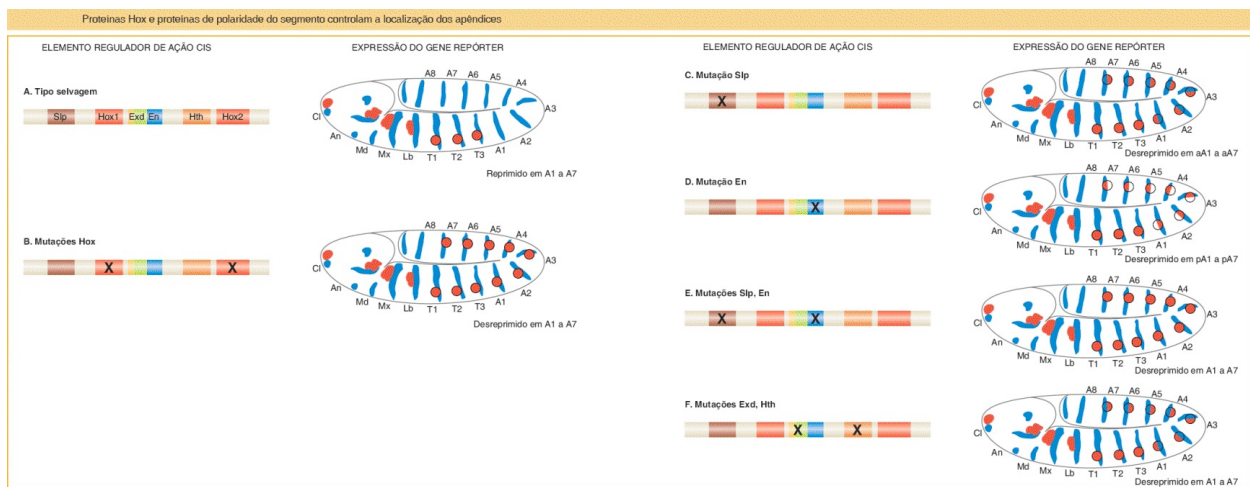 Proteínas Hox e proteínas de polaridade do segmento controlam a localização dos apêndices
ELEMENTO REGULADOR DE AÇÃO CIS
EXPRESSÃO DO GENE REPÓRTER
A. Tipo selvagem
Slp Hox1 Exd En Hth Hox2
A8 A7 A6 A5 A4
A3
A2
A1
Cl
An
Md
Mx
Lb
T1
T2
T3
Reprimido em A1 a A7
B. Mutações Hox
X X
A8 A7 A6 A5 A4
A3
A2
A1
Cl
An
Md
Mx
Lb
T1
T2
T3
Desreprimido em A1 a A7
ELEMENTO REGULADOR DE AÇÃO CIS
EXPRESSÃO DO GENE REPÓRTER
C. Mutação Slp
X
A8 A7 A6 A5 A4
A3
A2
A1
Cl
An
Md
Mx
Lb
T1
T2
T3
Desreprimido em aA1 a aA7
D. Mutação En
X
A8 A7 A6 A5 A4
A3
A2
A1
Cl
An
Md
Mx
Lb
T1
T2
T3
Desreprimido em pA1 a pA7
E. Mutações Slp, En
X X
A8 A7 A6 A5 A4
A3
A2
A1
Cl
An
Md
Mx
Lb
T1
T2
T3
Desreprimido em A1 a A7
F. Mutações Exd, Hth
X X
A8 A7 A6 A5 A4
A3
A2
A1
Cl
An
Md
Mx
Lb
T1
T2
T3
Desreprimido em A1 a A7